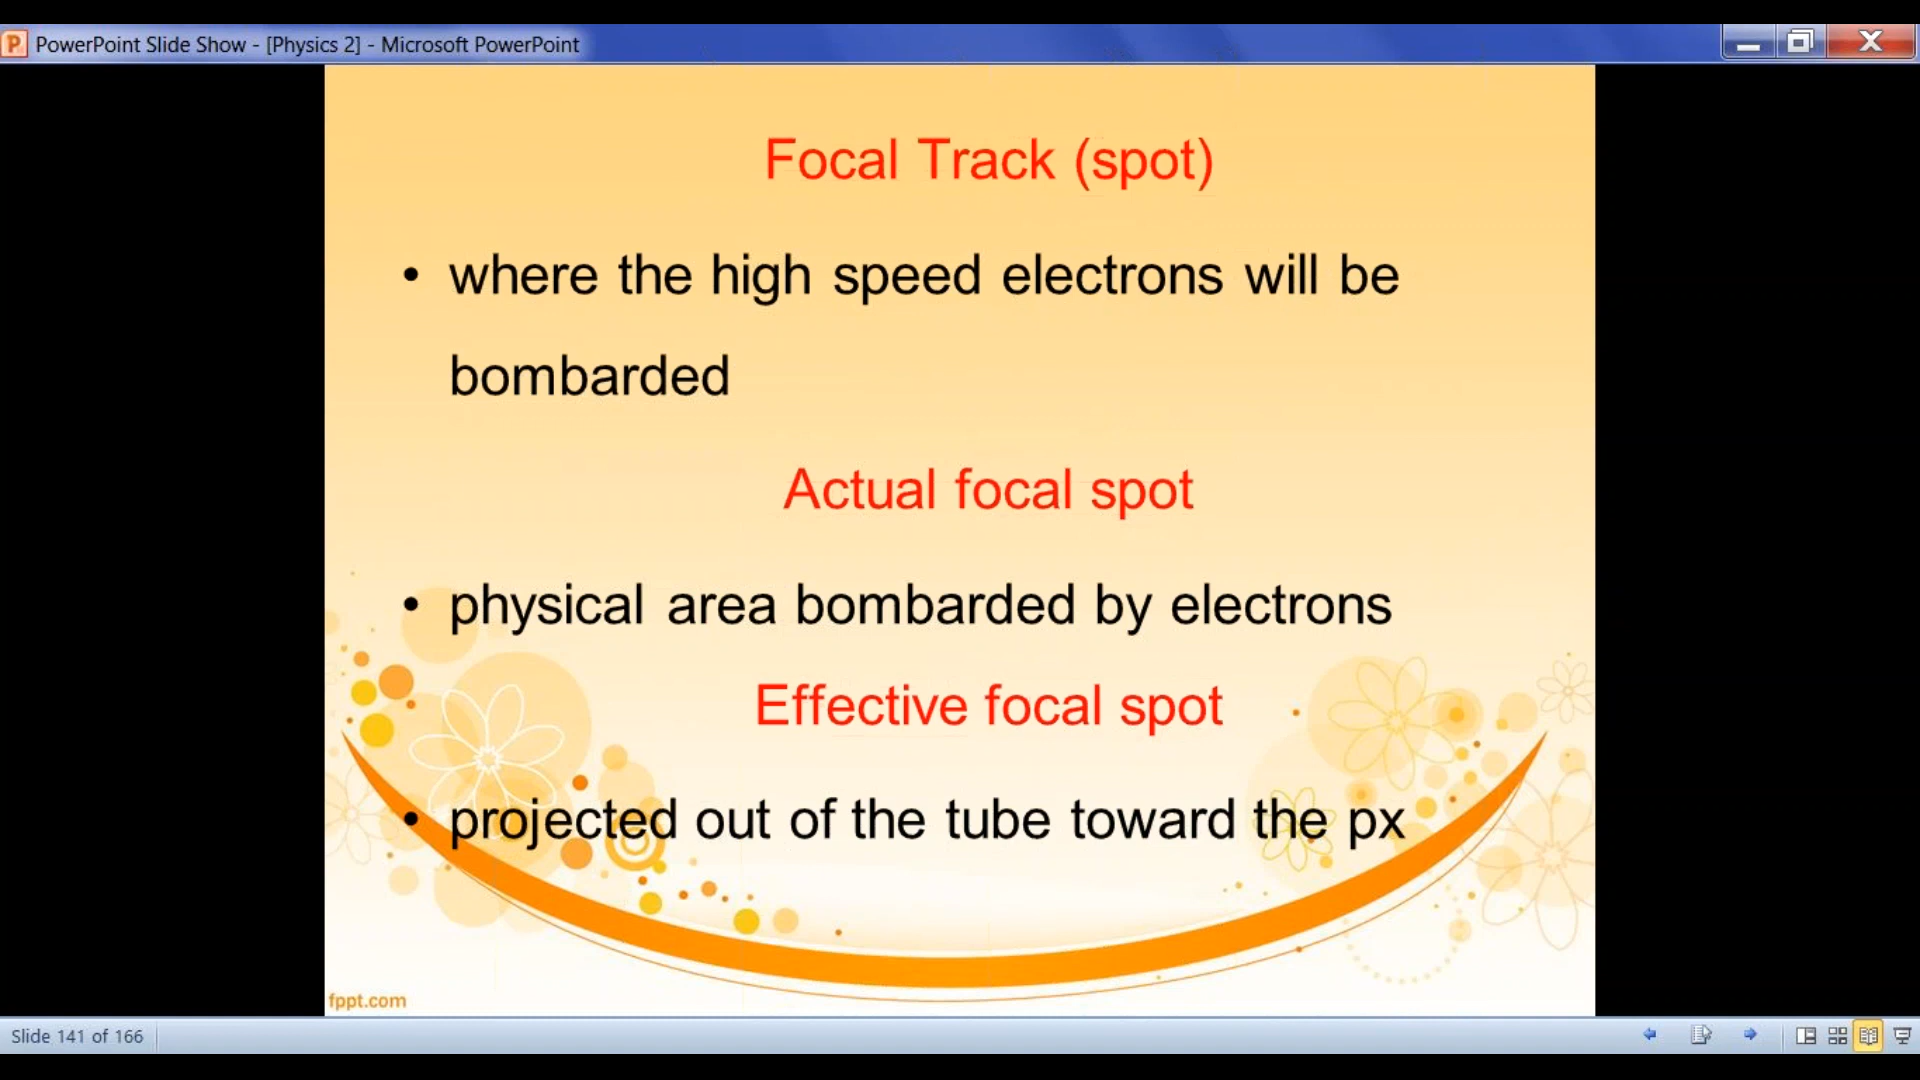 PowerPoint Slide Show - [Physics 2] - Microsoft PowerPoint
Focal Track (spot)
• where the high speed electrons will be
bombarded
Actual focal spot
• physical area bombarded by electrons
Effective focal spot
• projected out of the tube toward the px
fppt.com
Slide 141 of 166